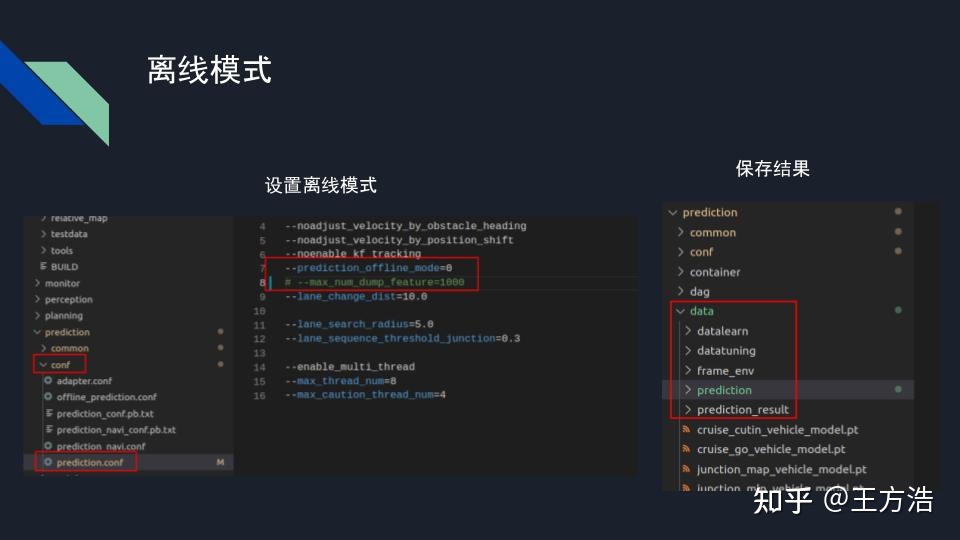 离线模式
设置离线模式
relative_map
testdata
tools
BUILD
monitor
perception
planning
prediction
common
conf
adapter.conf
offline_prediction.conf
prediction_conf.pb.txt
prediction_navi_conf.pb.txt
prediction_navi.conf
prediction.conf M
4 --noadjust_velocity_by_obstacle_heading
5 --noadjust_velocity_by_position_shift
6 --noenable_kf_tracking
7 --prediction_offline_mode=0
8 # --max_num_dump_feature=1000
9 --lane_change_dist=10.0
10
11 --lane_search_radius=5.0
12 --lane_sequence_threshold_junction=0.3
13
14 --enable_multi_thread
15 --max_thread_num=8
16 --max_caution_thread_num=4
保存结果
prediction
common
conf
container
dag
data
datalearn
datatuning
frame_env
prediction
prediction_result
cruise_cutin_vehicle_model.pt
cruise_go_vehicle_model.pt
junction_map_vehicle_model.pt
junction_mlp_vehicle_model.pt
知乎 @王方浩